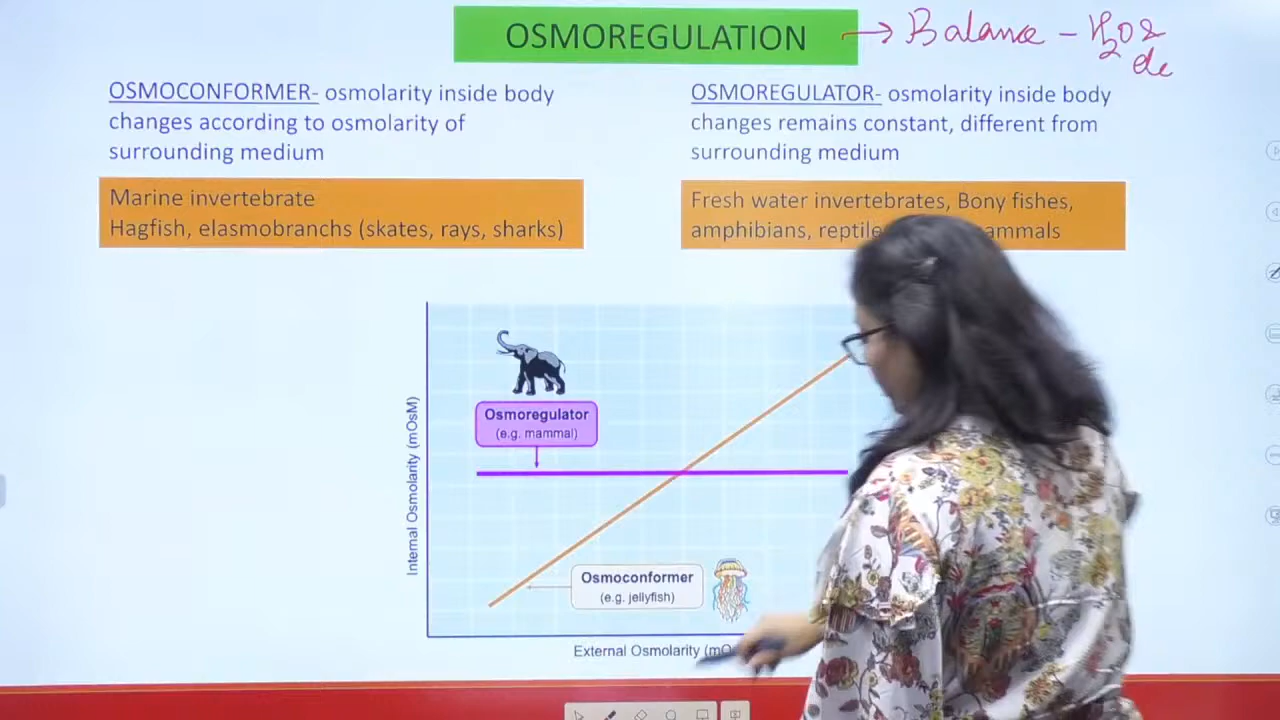 OSMOREGULATION → Balance – H2O &
OSMOCONFORMER- osmolarity inside body
changes according to osmolarity of
surrounding medium
Marine invertebrate
Hagfish, elasmobranchs (skates, rays, sharks)
OSMOREGULATOR- osmolarity inside body
changes remains constant, different from
surrounding medium
Fresh water invertebrates, Bony fishes,
amphibians,
Osmoregulator
(e.g. mammal)
Internal Osmolarity (mOsM)
Osmoconformer
(e.g. jellyfish)
External Osmolarity